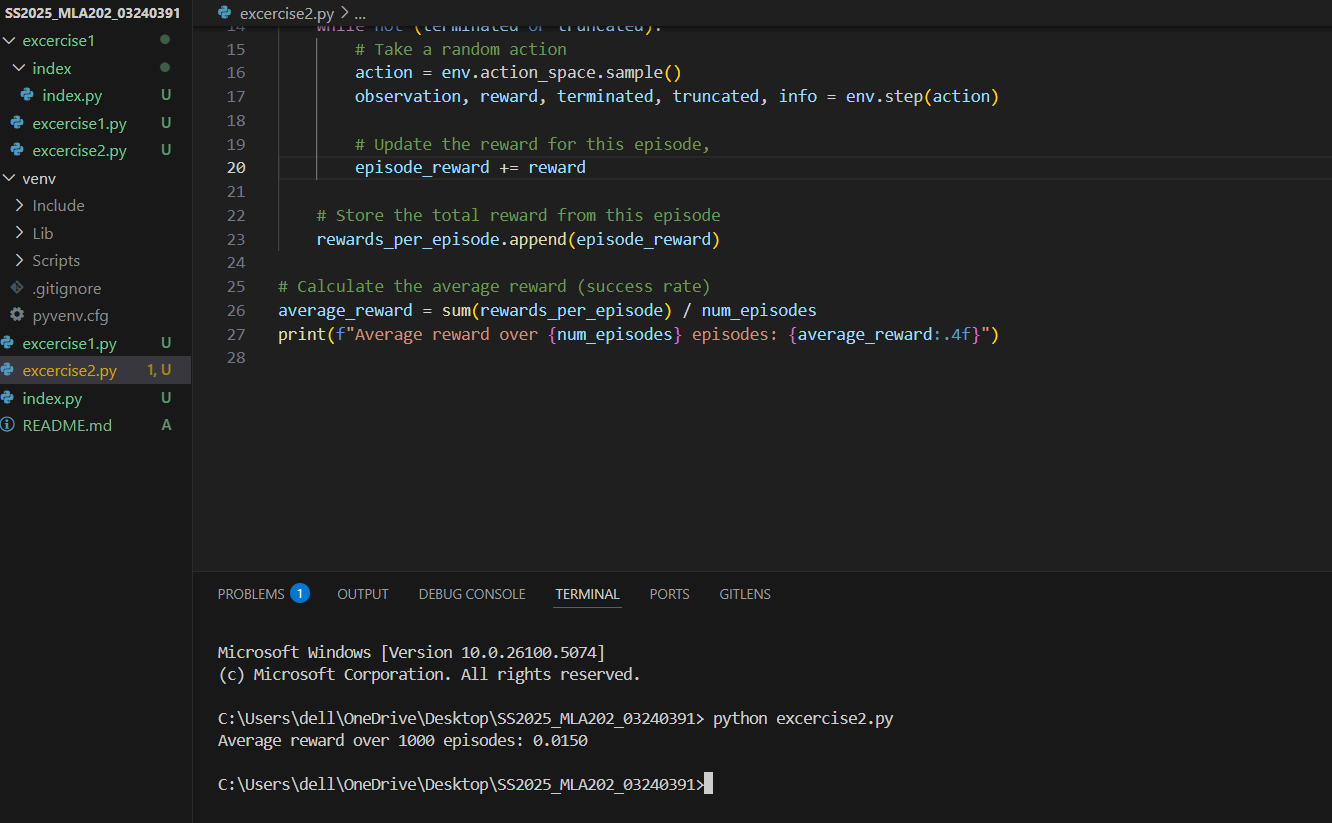 SS2025_MLA202_03240391
excercise1
index
index.py U
excercise1.py U
excercise2.py U
venv
Include
Lib
Scripts
.gitignore
pyvenv.cfg
excercise1.py U
excercise2.py 1, U
index.py U
README.md A
excercise2.py > ...
14 while not (terminated or truncated):
15 # Take a random action
16 action = env.action_space.sample()
17 observation, reward, terminated, truncated, info = env.step(action)
18
19 # Update the reward for this episode,
20 episode_reward += reward
21
22 # Store the total reward from this episode
23 rewards_per_episode.append(episode_reward)
24
25 # Calculate the average reward (success rate)
26 average_reward = sum(rewards_per_episode) / num_episodes
27 print(f"Average reward over {num_episodes} episodes: {average_reward:.4f}")
28
PROBLEMS 1 OUTPUT DEBUG CONSOLE TERMINAL PORTS GITLENS
Microsoft Windows [Version 10.0.26100.5074]
(c) Microsoft Corporation. All rights reserved.
C:\Users\dell\OneDrive\Desktop\SS2025_MLA202_03240391> python excercise2.py
Average reward over 1000 episodes: 0.0150
C:\Users\dell\OneDrive\Desktop\SS2025_MLA202_03240391>